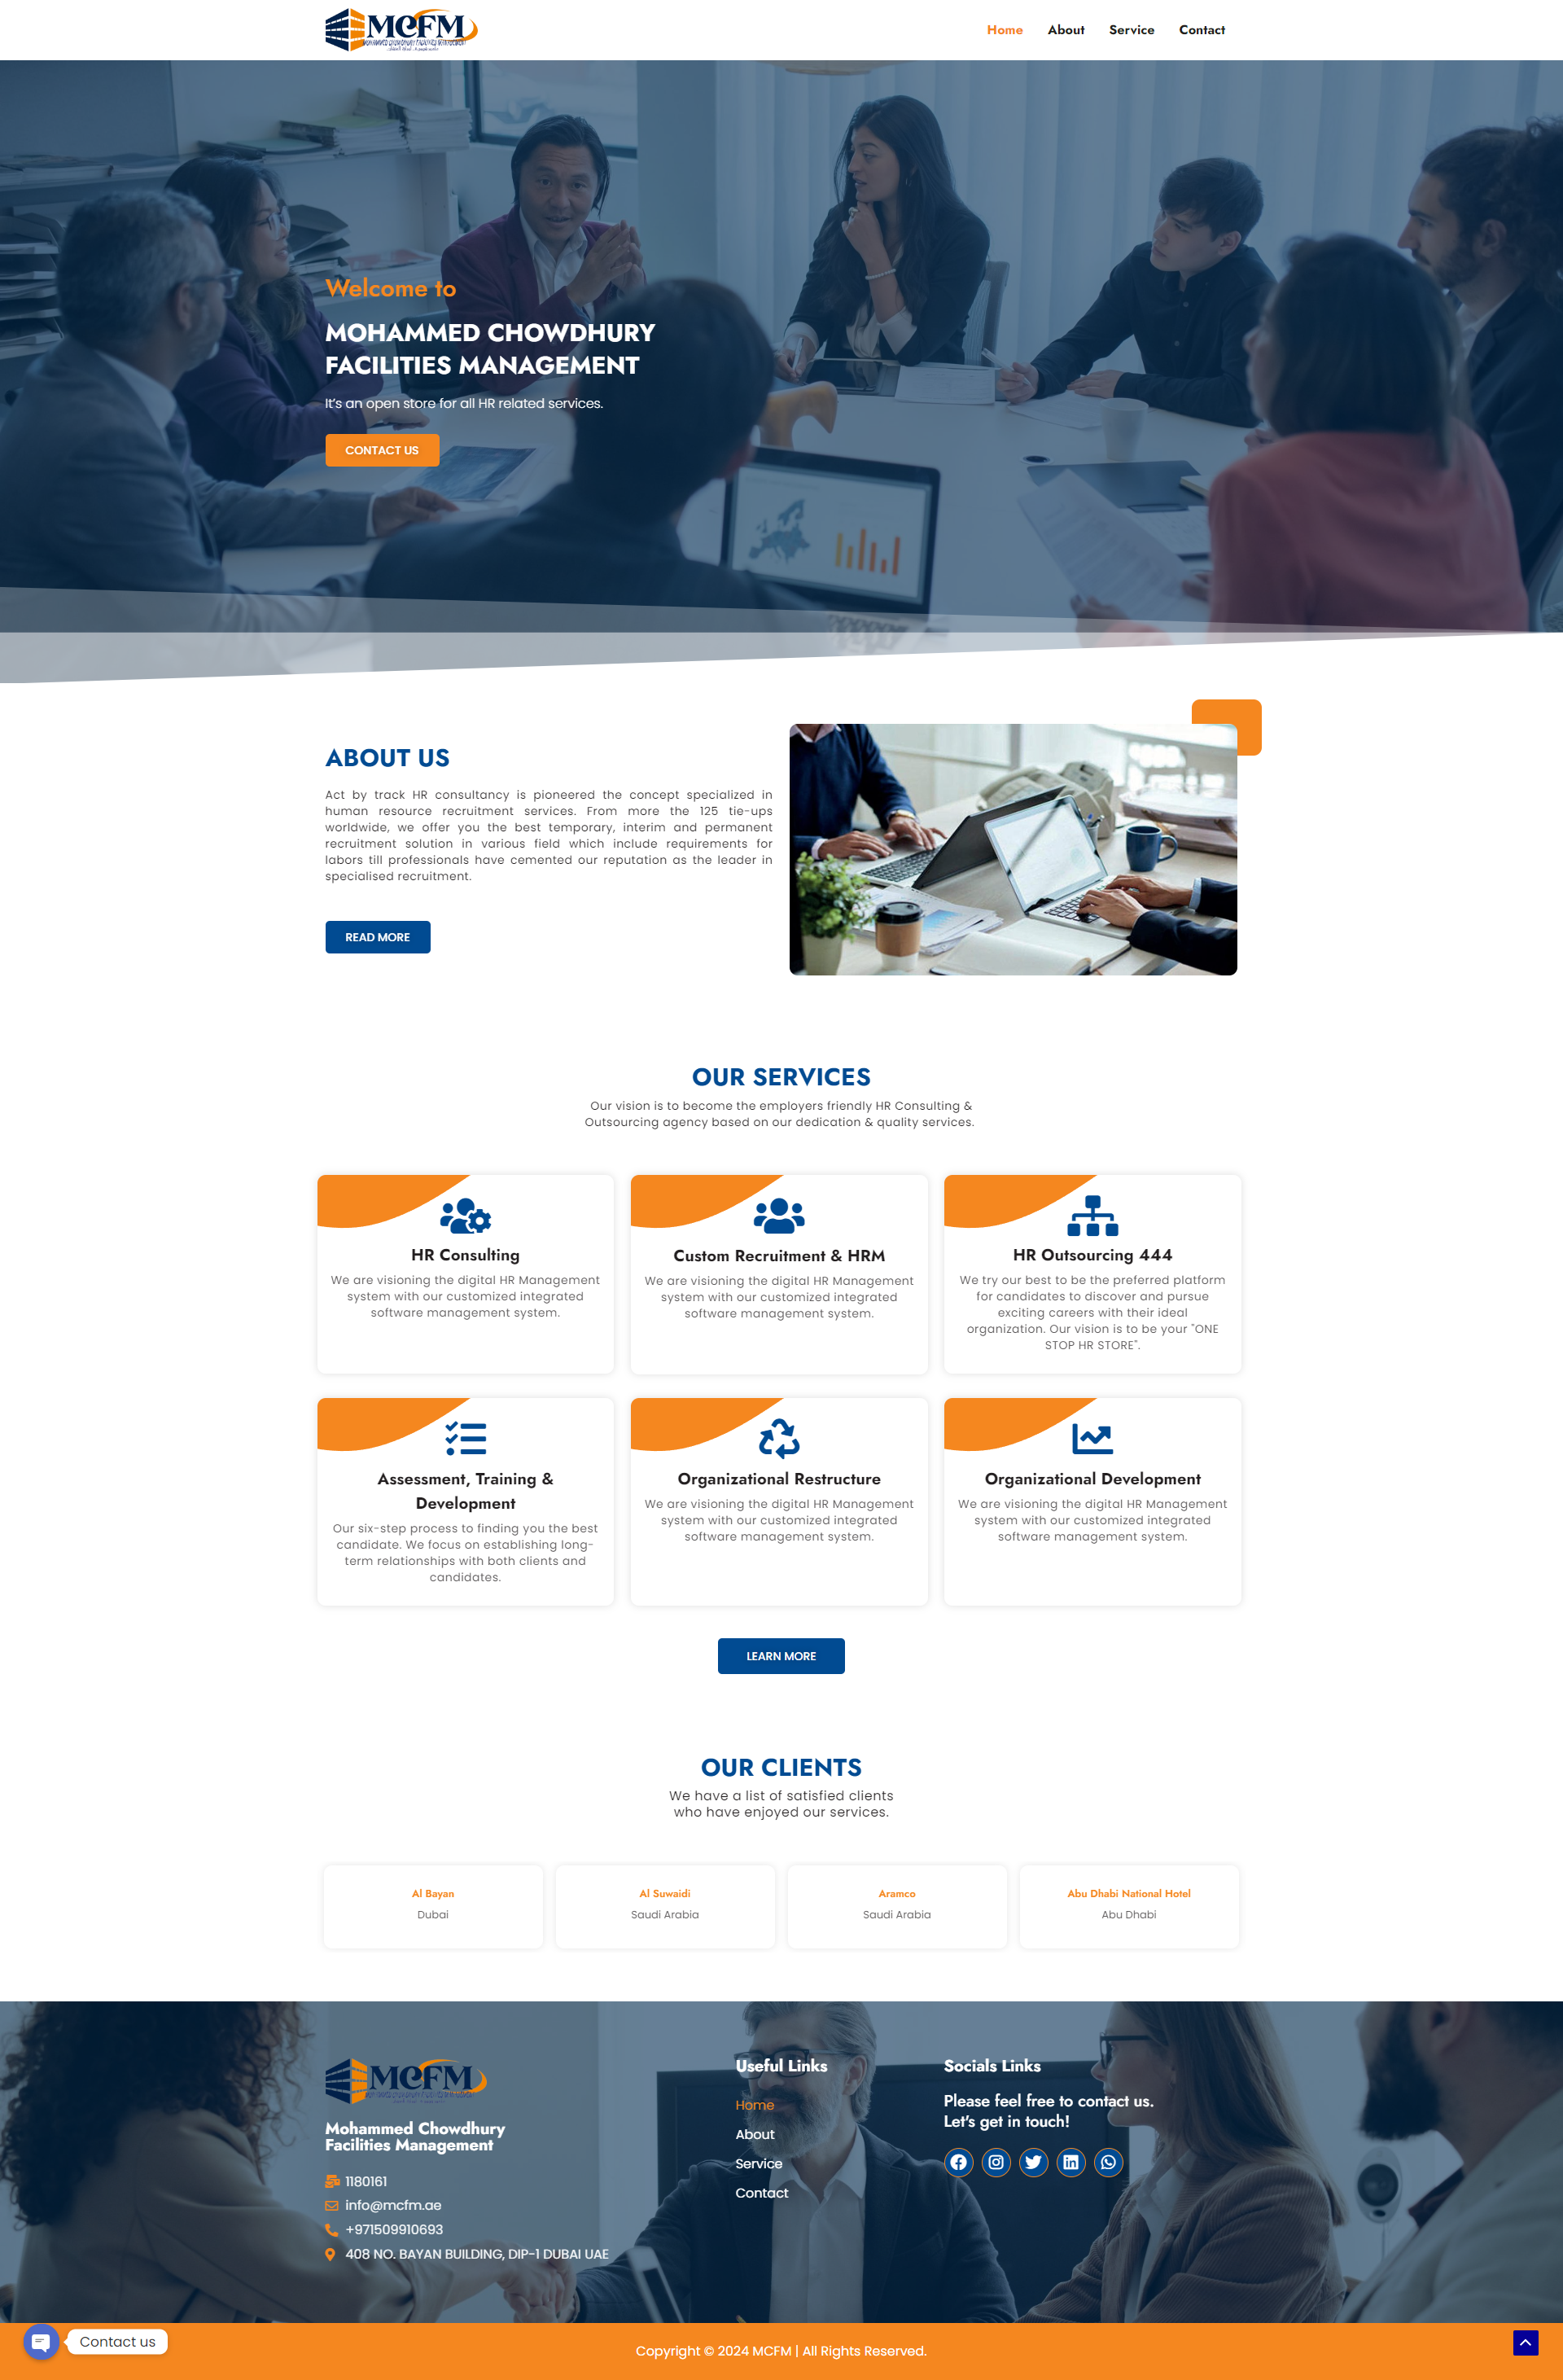 MCFM
Home
About
Service
Contact
Welcome to
MOHAMMED CHOWDHURY
FACILITIES MANAGEMENT
It's an open store for all HR related services.
CONTACT US
ABOUT US
Act by track HR consultancy is pioneered the concept specialized in
human resource recruitment services. From more the 125 tie-ups
worldwide, we offer you the best temporary, interim and permanent
recruitment solution in various field which include requirements for
labors till professionals have cemented our reputation as the leader in
specialised recruitment.
READ MORE
OUR SERVICES
Our vision is to become the employers friendly HR Consulting &
Outsourcing agency based on our dedication & quality services.
HR Consulting
We are visioning the digital HR Management
system with our customized integrated
software management system.
Custom Recruitment & HRM
We are visioning the digital HR Management
system with our customized integrated
software management system.
HR Outsourcing 444
We try our best to be the preferred platform
for candidates to discover and pursue
exciting careers with their ideal
organization. Our vision is to be your "ONE
STOP HR STORE".
Assessment, Training &
Development
Our six-step process to finding you the best
candidate. We focus on establishing long-
term relationships with both clients and
candidates.
Organizational Restructure
We are visioning the digital HR Management
system with our customized integrated
software management system.
Organizational Development
We are visioning the digital HR Management
system with our customized integrated
software management system.
LEARN MORE
OUR CLIENTS
We have a list of satisfied clients
who have enjoyed our services.
Al Bayan
Dubai
Al Suwaidi
Saudi Arabia
Aramco
Saudi Arabia
Abu Dhabi National Hotel
Abu Dhabi
MCFM
Mohammed Chowdhury
Facilities Management
1180161
info@mcfm.ae
+971509910693
408 NO. BAYAN BUILDING, DIP-1 DUBAI UAE
Useful Links
Home
About
Service
Contact
Socials Links
Please feel free to contact us.
Let's get in touch!
Contact us
Copyright © 2024 MCFM | All Rights Reserved.